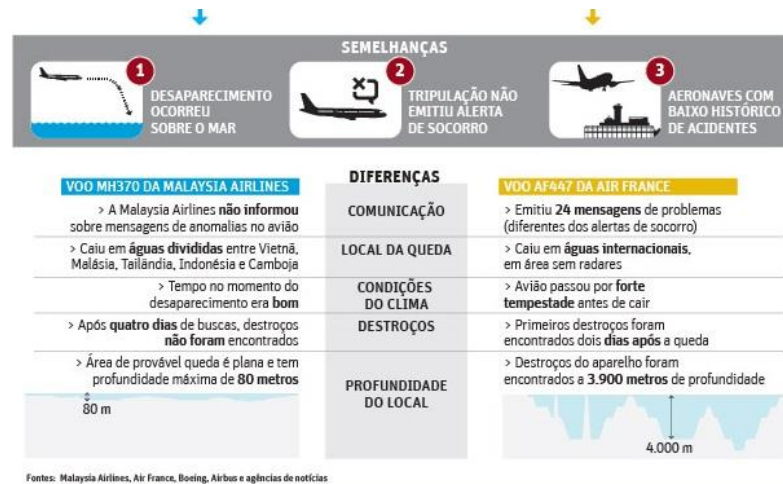 SEMELHANÇAS
1
DESAPARECIMENTO
OCORREU
SOBRE O MAR
2
TRIPULAÇÃO NÃO
EMITIU ALERTA
DE SOCORRO
3
AERONAVES COM
BAIXO HISTÓRICO
DE ACIDENTES
DIFERENÇAS
VOO MH370 DA MALAYSIA AIRLINES
VOO AF447 DA AIR FRANCE
> A Malaysia Airlines não informou
sobre mensagens de anomalias no avião
COMUNICAÇÃO
> Emitiu 24 mensagens de problemas
(diferentes dos alertas de socorro)
> Caiu em águas divididas entre Vietnã,
Malásia, Tailândia, Indonésia e Camboja
LOCAL DA QUEDA
> Caiu em águas internacionais,
em área sem radares
> Tempo no momento do
desaparecimento era bom
CONDIÇÕES
DO CLIMA
> Avião passou por forte
tempestade antes de cair
> Após quatro dias de buscas, destroços
não foram encontrados
DESTROÇOS
> Primeiros destroços foram
encontrados dois dias após a queda
> Área de provável queda é plana e tem
profundidade máxima de 80 metros
80 m
PROFUNDIDADE
DO LOCAL
> Destroços do aparelho foram
encontrados a 3.900 metros de profundidade
4.000 m
Fontes: Malaysia Airlines, Air France, Boeing, Airbus e agências de notícias